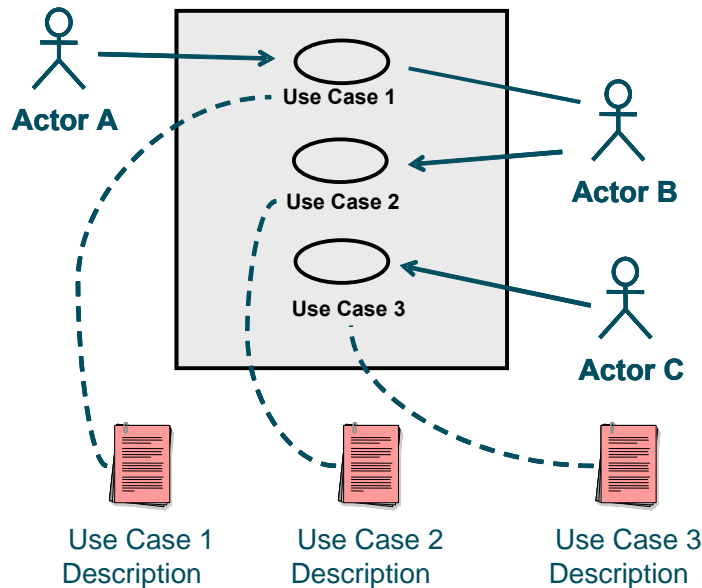 Actor A
Use Case 1
Use Case 2
Actor B
Use Case 3
Actor C
Use Case 1
Description
Use Case 2
Description
Use Case 3
Description